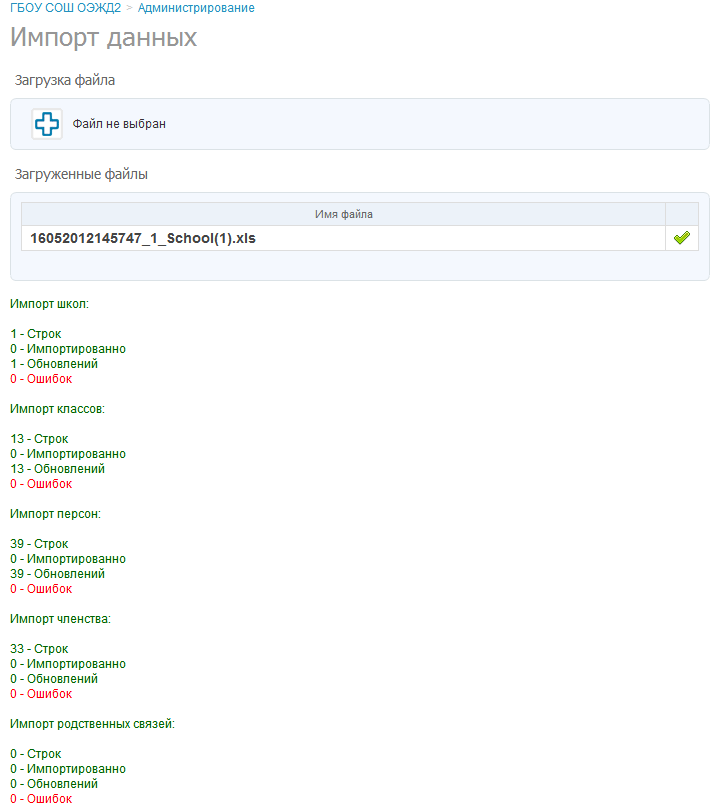 ГБОУ СОШ ОЭЖД2 > Администрирование
Импорт данных
Загрузка файла
Файл не выбран
Загруженные файлы
Имя файла
16052012145747_1_School(1).xls
Импорт школ:
1 - Строк
0 - Импортированно
1 - Обновлений
0 - Ошибок
Импорт классов:
13 - Строк
0 - Импортированно
13 - Обновлений
0 - Ошибок
Импорт персон:
39 - Строк
0 - Импортированно
39 - Обновлений
0 - Ошибок
Импорт членства:
33 - Строк
0 - Импортированно
0 - Обновлений
0 - Ошибок
Импорт родственных связей:
0 - Строк
0 - Импортированно
0 - Обновлений
0 - Ошибок